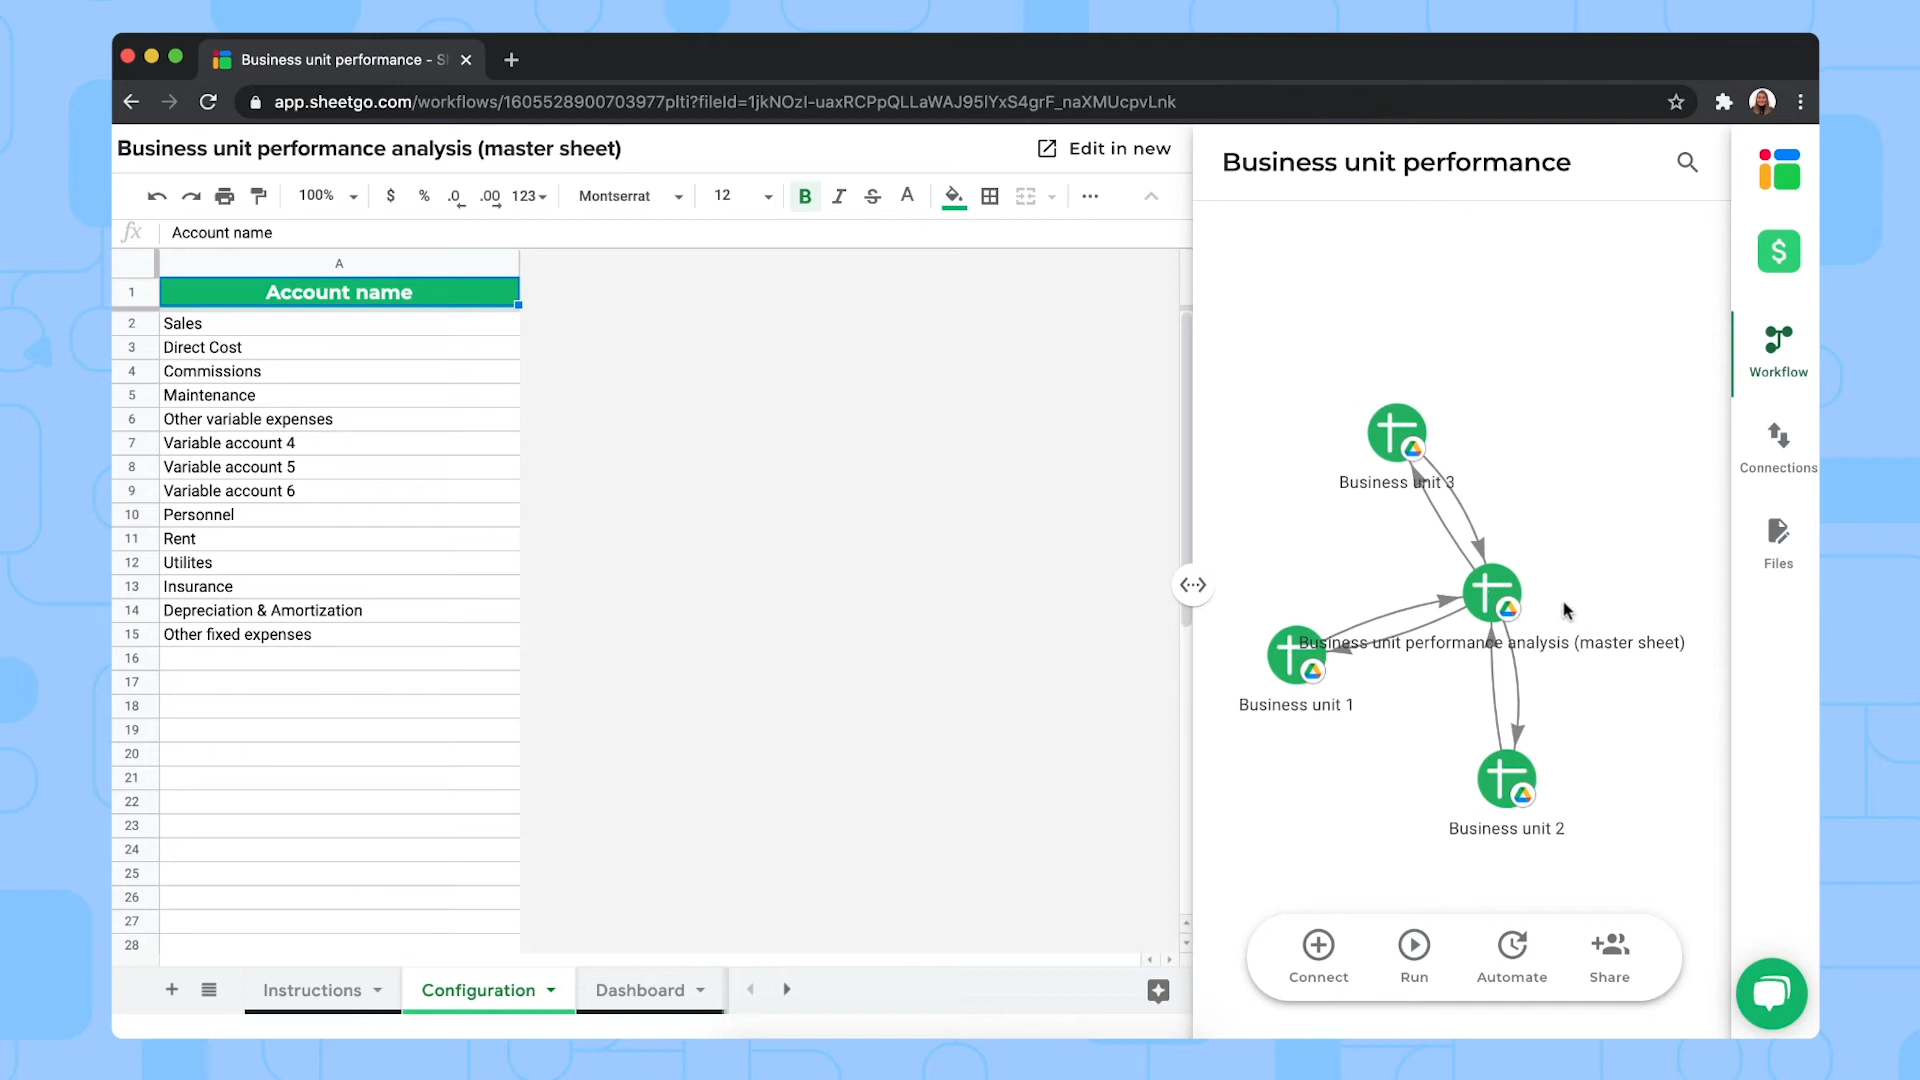 Business unit performance - S
app.sheetgo.com/workflows/1605528900703977plti?fileId=1jkNOzI-uaxRCPpQLLaWAJ95lYxS4grF_naXMUcpvLnk
Business unit performance analysis (master sheet)
Edit in new
100%
$
%
.0
.00
123
Montserrat
12
B
I
S
A
fx
Account name
A
1
Account name
2
Sales
3
Direct Cost
4
Commissions
5
Maintenance
6
Other variable expenses
7
Variable account 4
8
Variable account 5
9
Variable account 6
10
Personnel
11
Rent
12
Utilites
13
Insurance
14
Depreciation & Amortization
15
Other fixed expenses
16
17
18
19
20
21
22
23
24
25
26
27
28
Instructions
Configuration
Dashboard
Business unit performance
Business unit 3
Business unit performance analysis (master sheet)
Business unit 1
Business unit 2
Connect
Run
Automate
Share
$
Workflow
Connections
Files